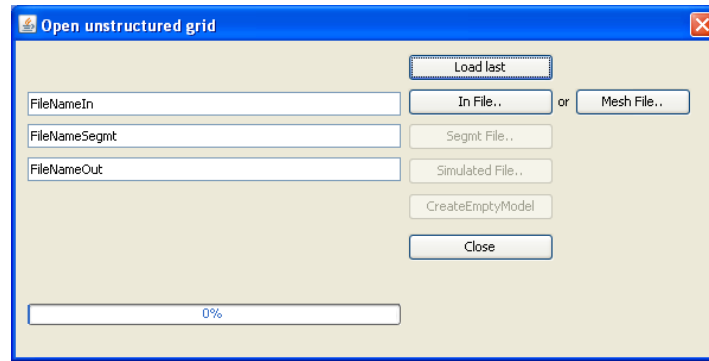 Open unstructured grid
Load last
FileNameIn
In File..
or
Mesh File..
FileNameSegmt
Segmt File..
FileNameOut
Simulated File..
CreateEmptyModel
Close
0%